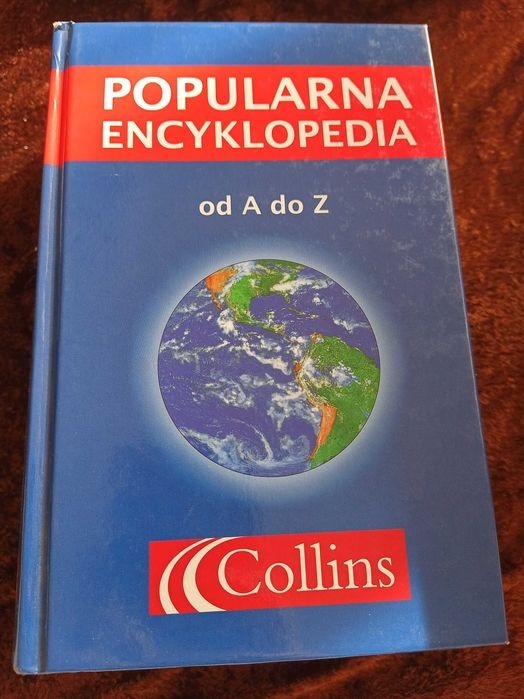 POPULARNA
ENCYKLOPEDIA
od A do Z
Collins